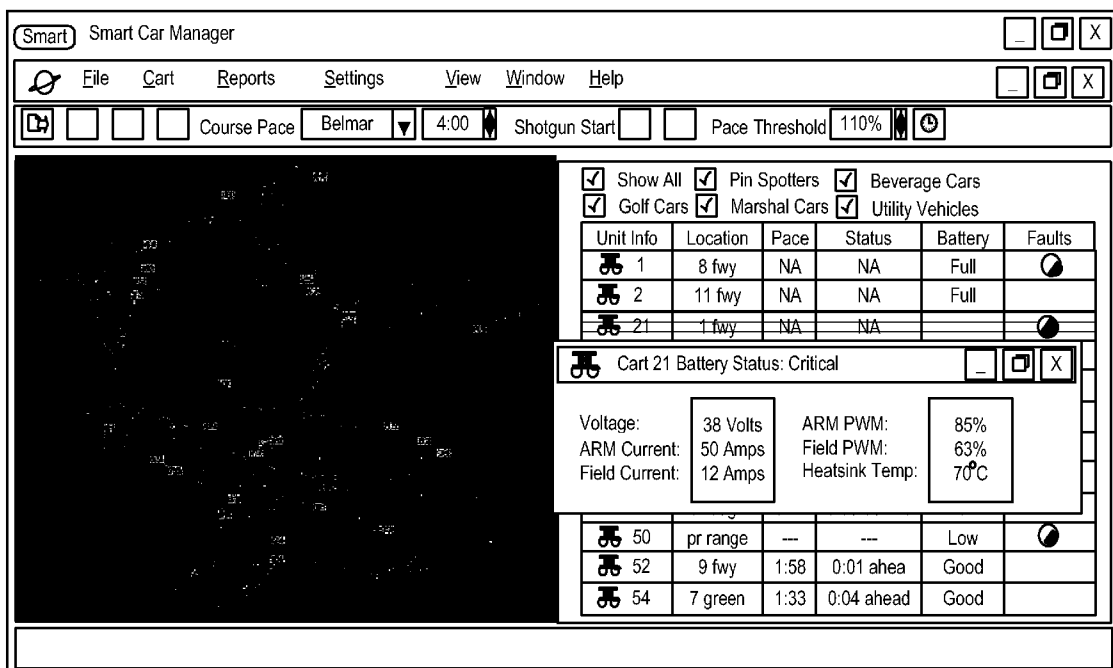 Smart Smart Car Manager _ X
File Cart Reports Settings View Window Help _ X
Course Pace Belmar 4:00 Shotgun Start Pace Threshold 110%
Show All Pin Spotters Beverage Cars
Golf Cars Marshal Cars Utility Vehicles
Unit Info Location Pace Status Battery Faults
1 8 fwy NA NA Full
2 11 fwy NA NA Full
21 1 fwy NA NA
Cart 21 Battery Status: Critical _ X
Voltage: 38 Volts ARM PWM: 85%
ARM Current: 50 Amps Field PWM: 63%
Field Current: 12 Amps Heatsink Temp: 70°C
50 pr range --- --- Low
52 9 fwy 1:58 0:01 ahea Good
54 7 green 1:33 0:04 ahead Good